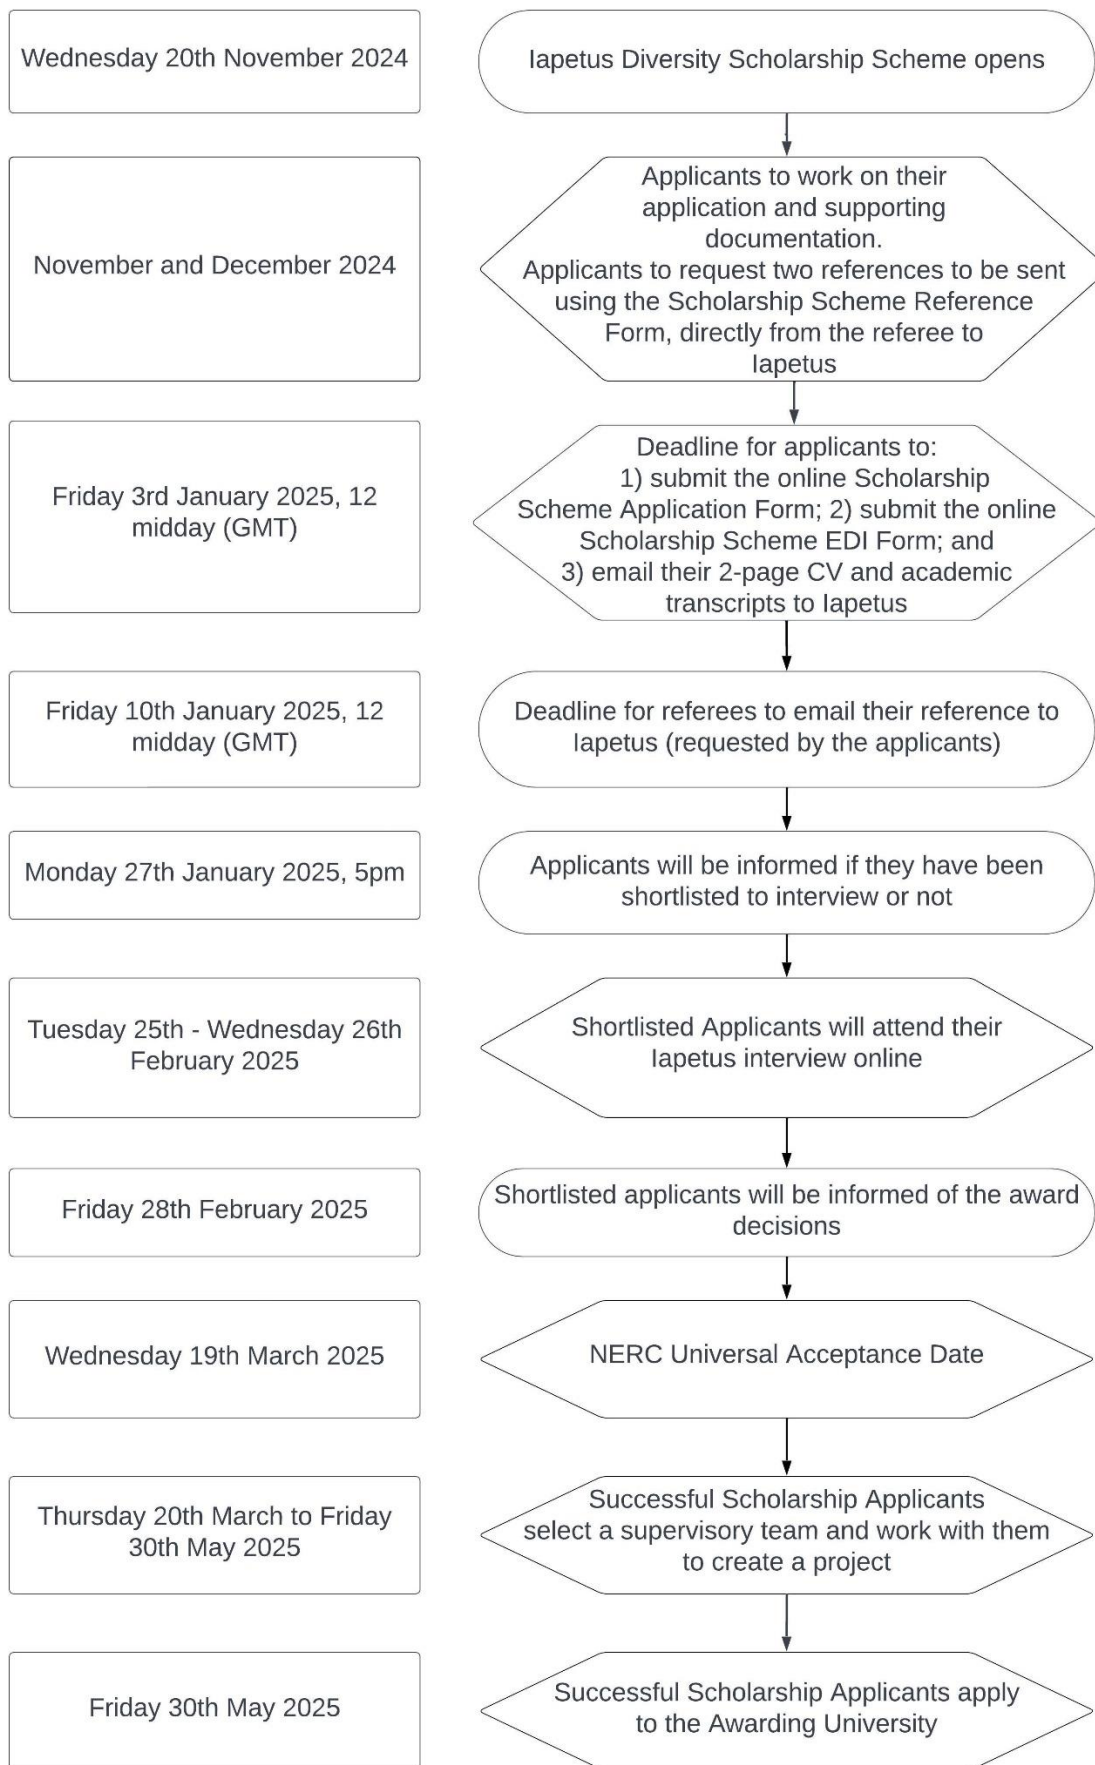 Wednesday 20th November 2024
Iapetus Diversity Scholarship Scheme opens
November and December 2024
Applicants to work on their
application and supporting
documentation.
Applicants to request two references to be sent
using the Scholarship Scheme Reference
Form, directly from the referee to
Iapetus
Friday 3rd January 2025, 12
midday (GMT)
Deadline for applicants to:
1) submit the online Scholarship
Scheme Application Form; 2) submit the online
Scholarship Scheme EDI Form; and
3) email their 2-page CV and academic
transcripts to Iapetus
Friday 10th January 2025, 12
midday (GMT)
Deadline for referees to email their reference to
Iapetus (requested by the applicants)
Monday 27th January 2025, 5pm
Applicants will be informed if they have been
shortlisted to interview or not
Tuesday 25th - Wednesday 26th
February 2025
Shortlisted Applicants will attend their
Iapetus interview online
Friday 28th February 2025
Shortlisted applicants will be informed of the award
decisions
Wednesday 19th March 2025
NERC Universal Acceptance Date
Thursday 20th March to Friday
30th May 2025
Successful Scholarship Applicants
select a supervisory team and work with them
to create a project
Friday 30th May 2025
Successful Scholarship Applicants apply
to the Awarding University